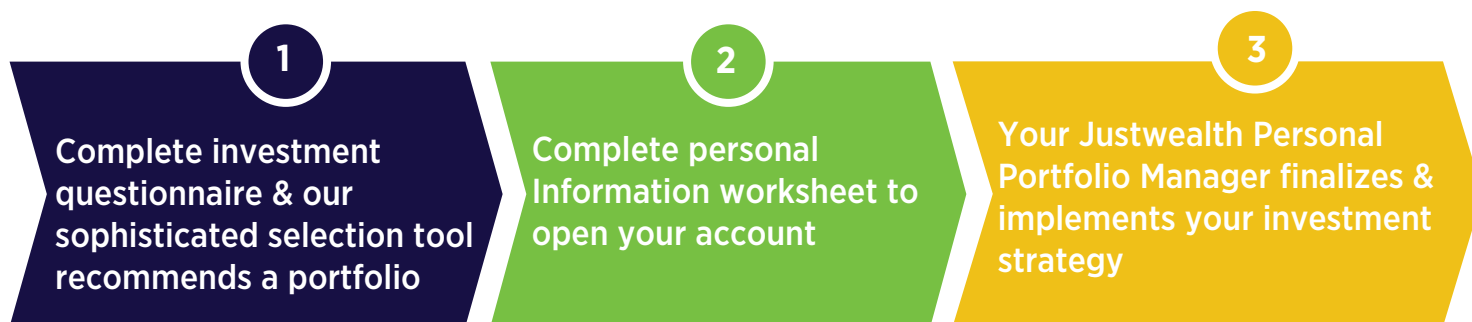 1
Complete investment
questionnaire & our
sophisticated selection tool
recommends a portfolio
2
Complete personal
Information worksheet to
open your account
3
Your Justwealth Personal
Portfolio Manager finalizes &
implements your investment
strategy